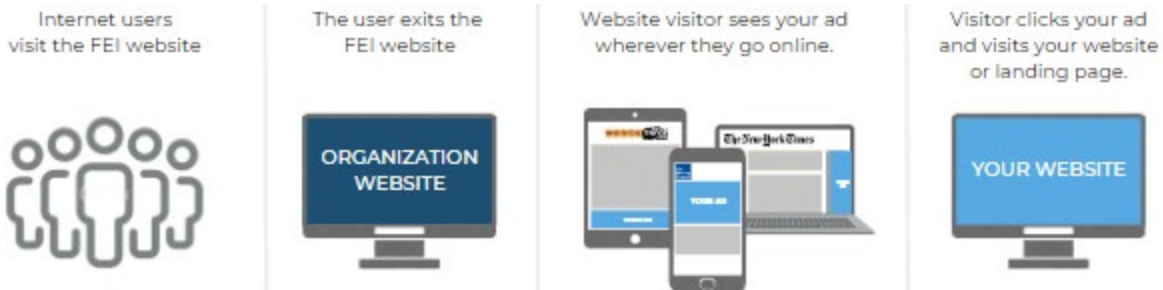 Internet users
visit the FEI website
The user exits the
FEI website
Website visitor sees your ad
wherever they go online.
Visitor clicks your ad
and visits your website
or landing page.
ORGANIZATION
WEBSITE
The New York Times
YOUR AD
YOUR WEBSITE